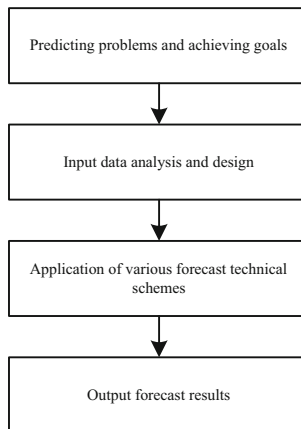 Predicting problems and achieving goals
Input data analysis and design
Application of various forecast technical
schemes
Output forecast results